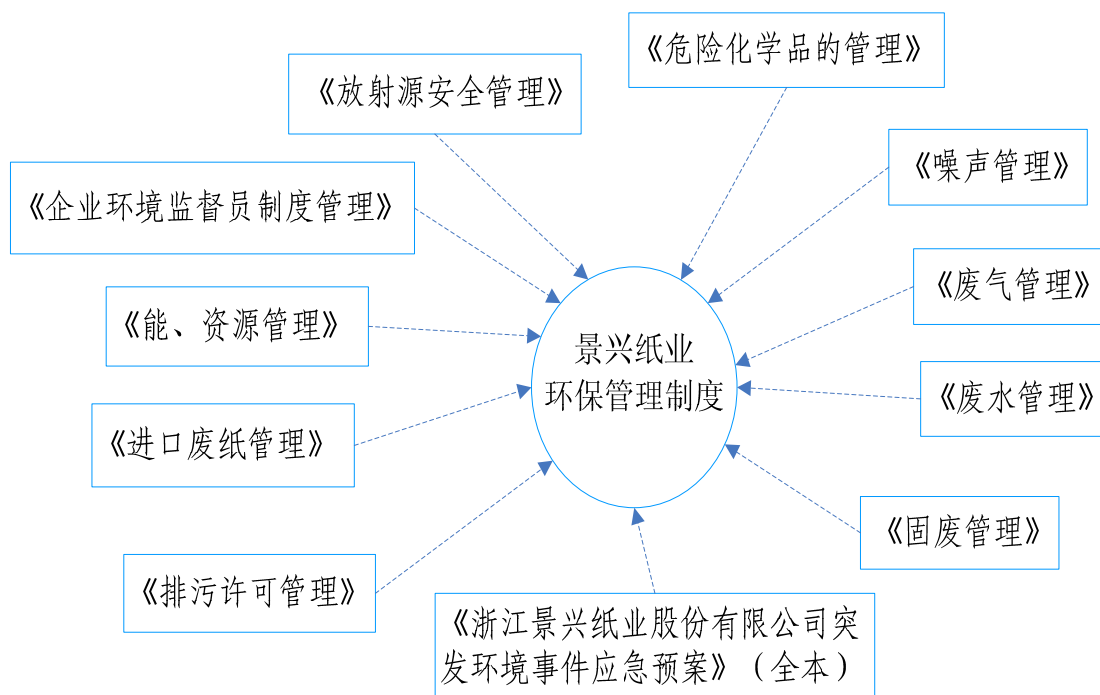 《危险化学品的管理》
《放射源安全管理》
《噪声管理》
《企业环境监督员制度管理》
《废气管理》
《能、资源管理》
景兴纸业
环保管理制度
《废水管理》
《进口废纸管理》
《固废管理》
《排污许可管理》
《浙江景兴纸业股份有限公司突
发环境事件应急预案》（全本）